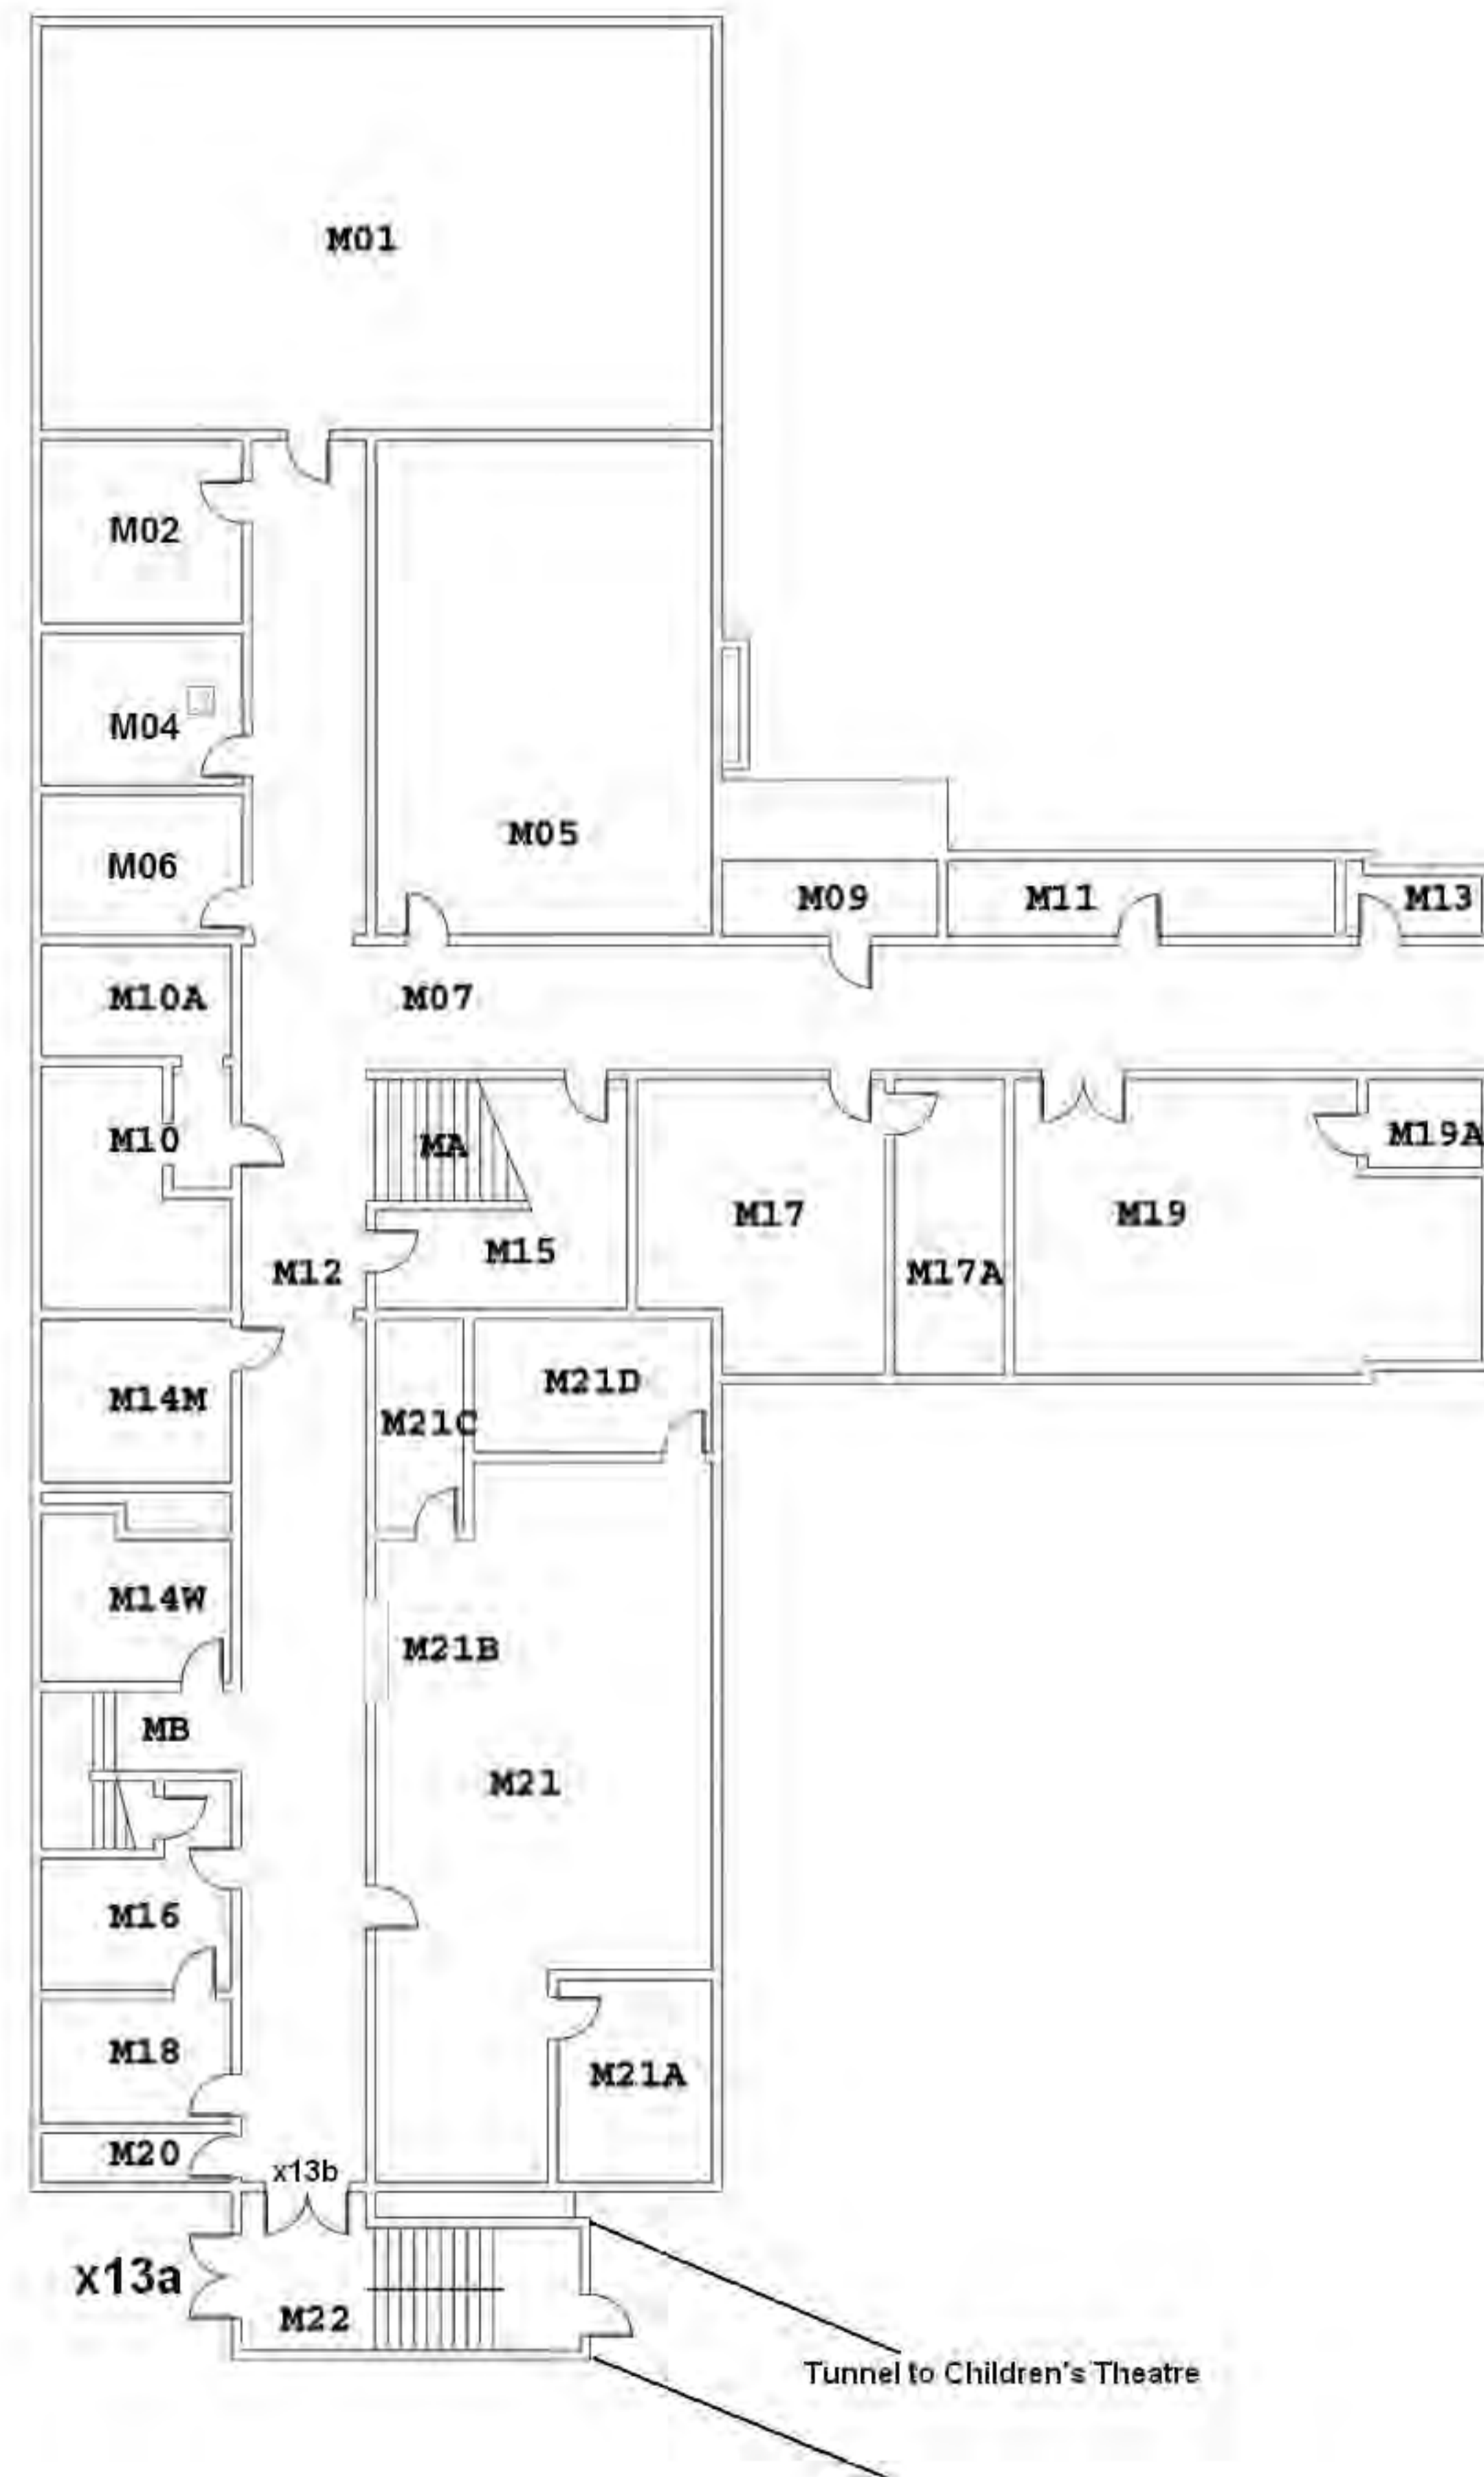 M01
M02
M04
M05
M06
M09
M11
M13
M10A
M07
M10
MA
M19A
M17
M19
M15
M12
M17A
M21D
M14M
M21C
M14W
M21B
MB
M21
M16
M18
M21A
M20
x13b
x13a
M22
Tunnel to Children's Theatre